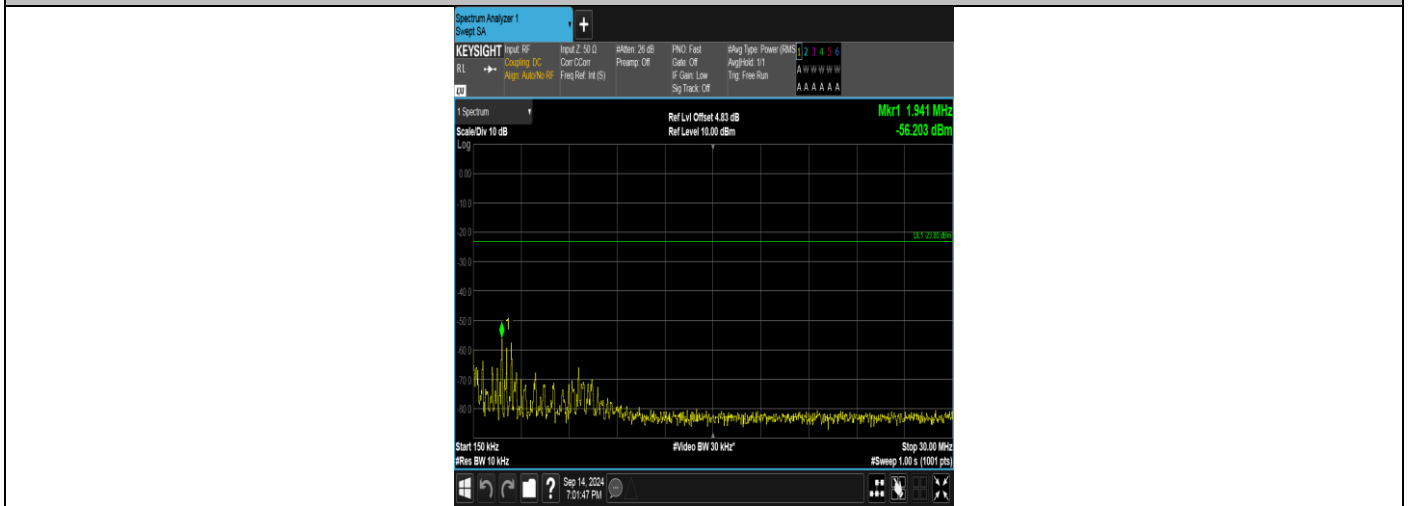 Spectrum Analyzer 1
Swept SA
KEYSIGHT
RL
Input: RF
Coupling: DC
Align: Auto/No RF
Input Z: 50 Ω
Corr CCorr
Freq Ref: Int (S)
#Atten: 26 dB
Preamp: Off
PNO: Fast
Gate: Off
IF Gain: Low
Sig Track: Off
#Avg Type: Power (RMS
Avg|Hold: 1/1
Trig: Free Run
1 2 3 4 5 6
A W W W W W
A A A A A A
1 Spectrum
Scale/Div 10 dB
Ref Lvl Offset 4.83 dB
Ref Level 10.00 dBm
Mkr1 1.941 MHz
-56.203 dBm
Log
0.00
-10.0
-20.0
DL1 -23.00 dBm
-30.0
-40.0
-50.0
1
-60.0
-70.0
-80.0
Start 150 kHz
#Video BW 30 kHz*
Stop 30.00 MHz
#Res BW 10 kHz
#Sweep 1.00 s (1001 pts)
?
Sep 14, 2024
7:01:47 PM